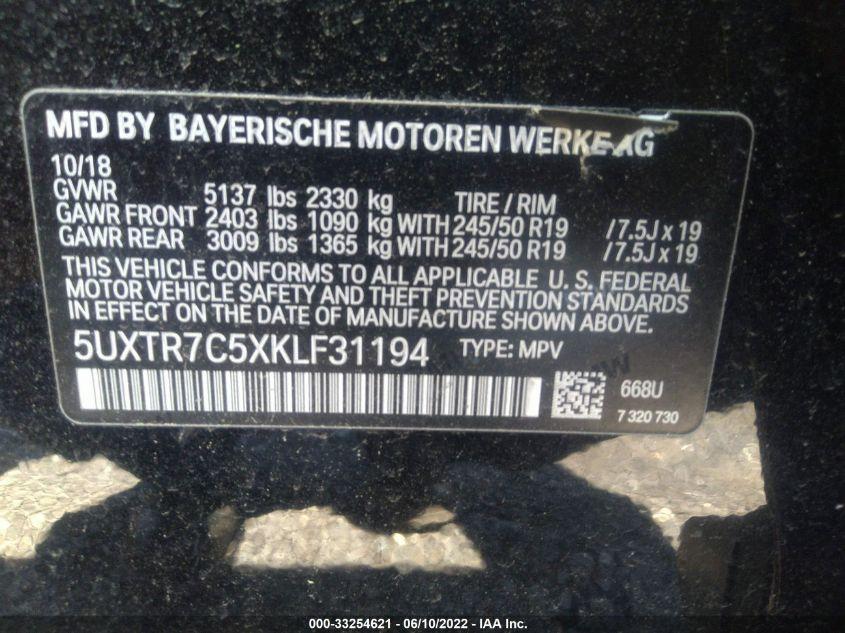 MFD BY BAYERISCHE MOTOREN WERKE AG
10/18
GVWR 5137 lbs 2330 kg TIRE / RIM
GAWR FRONT 2403 lbs 1090 kg WITH 245/50 R19 / 7.5J x 19
GAWR REAR 3009 lbs 1365 kg WITH 245/50 R19 / 7.5J x 19
THIS VEHICLE CONFORMS TO ALL APPLICABLE U. S. FEDERAL
MOTOR VEHICLE SAFETY AND THEFT PREVENTION STANDARDS
IN EFFECT ON THE DATE OF MANUFACTURE SHOWN ABOVE.
5UXTR7C5XKLF31194 TYPE: MPV
668U
7 320 730
000-33254621 - 06/10/2022 - IAA Inc.